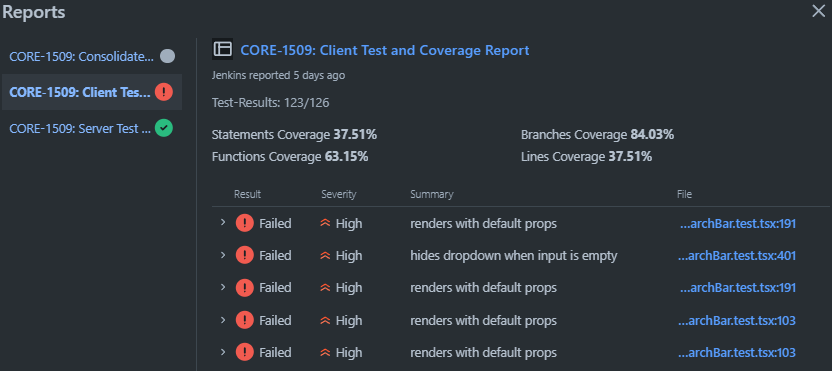 Reports
CORE-1509: Consolidate...
CORE-1509: Client Tes...
CORE-1509: Server Test ...
CORE-1509: Client Test and Coverage Report
Jenkins reported 5 days ago
Test-Results: 123/126
Statements Coverage 37.51% Branches Coverage 84.03%
Functions Coverage 63.15% Lines Coverage 37.51%
Result Severity Summary File
Failed High renders with default props ...archBar.test.tsx:191
Failed High hides dropdown when input is empty ...archBar.test.tsx:401
Failed High renders with default props ...archBar.test.tsx:191
Failed High renders with default props ...archBar.test.tsx:103
Failed High renders with default props ...archBar.test.tsx:103